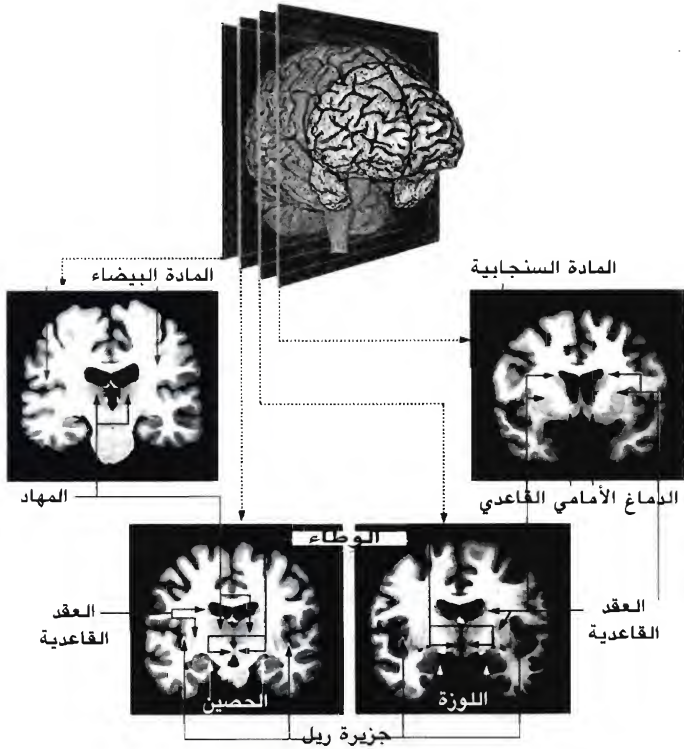 المادة السنجابية
المادة البيضاء
الدماغ الأمامي القاعدي
المهاد
الوطاء
العقد
القاعدية
العقد
القاعدية
اللوزة
الحصين
جزيرة ريل